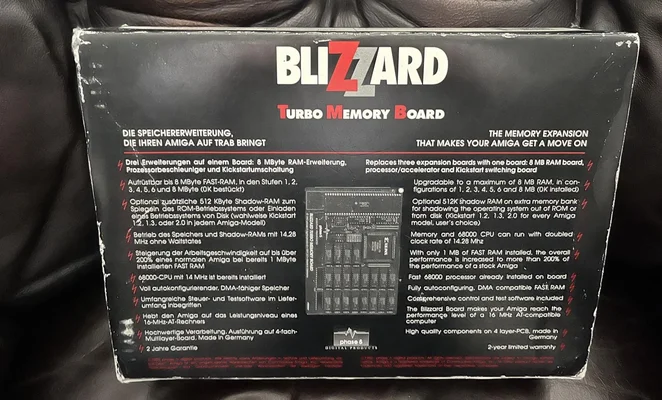 BLIZZARD
TURBO MEMORY BOARD
DIE SPEICHERERWEITERUNG,
DIE IHREN AMIGA AUF TRAB BRINGT
Drei Erweiterungen auf einem Board: 8 MByte RAM-Erweiterung,
Prozessorbeschleuniger und Kickstartumschaltung
Aufrüstbar bis 8 MByte FAST-RAM, in den Stufen 1, 2,
3, 4, 5, 6 und 8 MByte (0K bestückt)
Optional zusätzliche 512 KByte Shadow-RAM zum
Spiegeln des ROM-Betriebssystems oder Einladen
eines Betriebssystems von Disk (wahlweise Kickstart
1.2, 1.3, oder 2.0 in jedem Amiga-Modell)
Betrieb des Speichers und Shadow-RAMs mit 14.28
MHz ohne Waitstates
Steigerung der Arbeitsgeschwindigkeit auf bis über
200% eines normalen Amiga bei bereits 1 MByte
installiertem FAST RAM
68000-CPU mit 14 MHz ist bereits installiert
Voll autokonfigurierender, DMA-fähiger Speicher
Umfangreiche Steuer- und Testsoftware im Liefer-
umfang inbegriffen
Hebt den Amiga auf das Leistungsniveau eines
16-MHz-AT-Rechners
Hochwertige Verarbeitung, Ausführung auf 4-fach-
Multilayer-Board. Made in Germany
2 Jahre Garantie
THE MEMORY EXPANSION
THAT MAKES YOUR AMIGA GET A MOVE ON
Replaces three expansion boards with one board: 8 MB RAM board,
processor/accelerator and Kickstart switching board
Upgradable to a maximum of 8 MB RAM, in con-
figurations of 1, 2, 3, 4, 5, 6 and 8 MB (0K installed)
Optional 512K shadow RAM on extra memory bank
for shadowing the operating system out of ROM or
from disk (Kickstart 1.2, 1.3, 2.0 for every Amiga
model, user's choice)
Memory and 68000 CPU can run with doubled
clock rate of 14.28 Mhz
With only 1 MB of FAST RAM installed, the overall
performance is increased to more than 200% of
the performance of a stock Amiga
Fast 68000 processor already installed on board
Fully autoconfiguring, DMA compatible FAST RAM
Comprehensive control and test software included
The Blizzard Board makes your Amiga reach the
performance level of a 16 MHz AT-compatible
computer
High quality components on 4 layer-PCB, made in
Germany
2-year limited warranty
phase 5
DIGITAL PRODUCTS